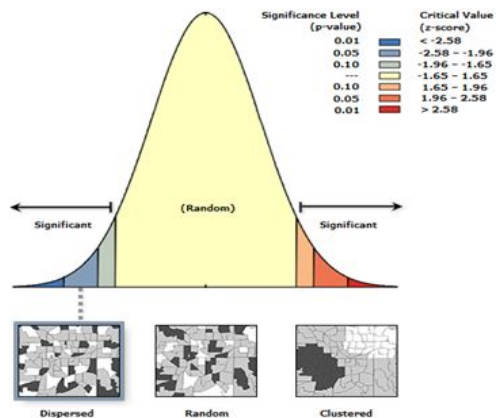 Significance Level Critical Value
(p-value) (z-score)
0.01 < -2.58
0.05 -2.58 – -1.96
0.10 -1.96 – -1.65
--- -1.65 – 1.65
0.10 1.65 – 1.96
0.05 1.96 – 2.58
0.01 > 2.58
Significant (Random) Significant
Dispersed Random Clustered